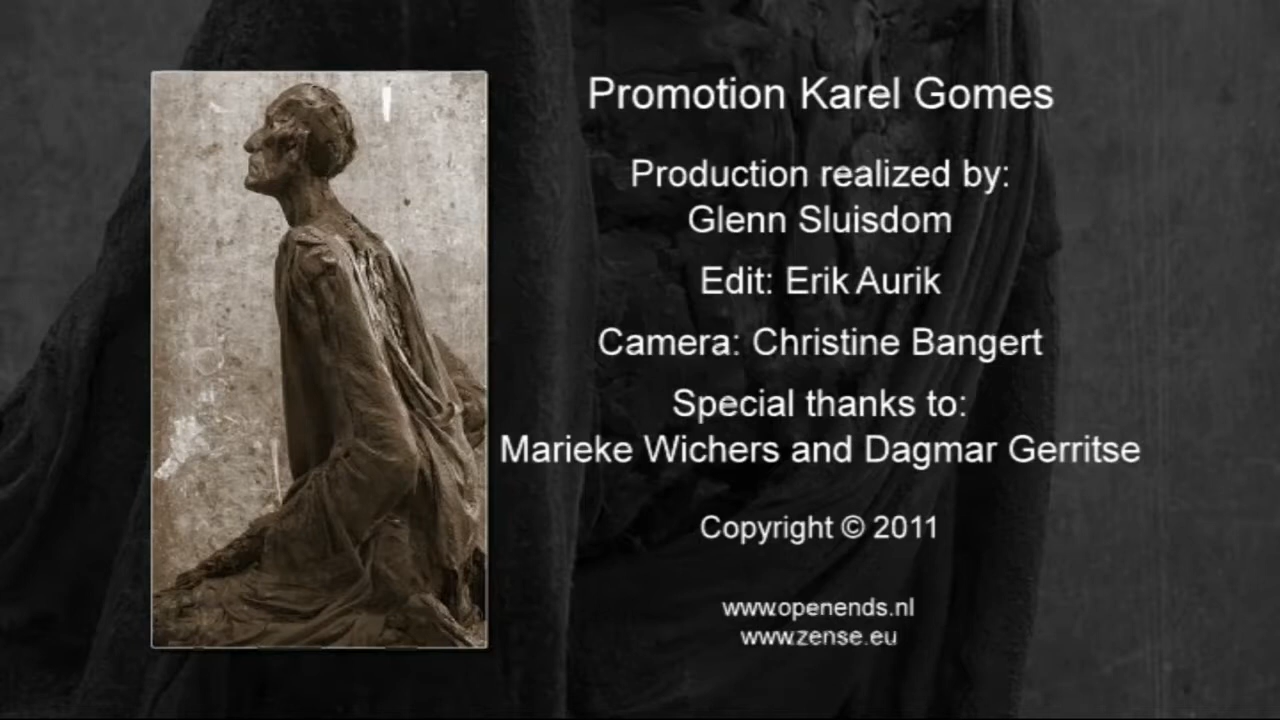 Promotion Karel Gomes
Production realized by:
Glenn Sluisdom
Edit: Erik Aurik
Camera: Christine Bangert
Special thanks to:
Marieke Wichers and Dagmar Gerritse
Copyright © 2011
www.openends.nl
www.zense.eu